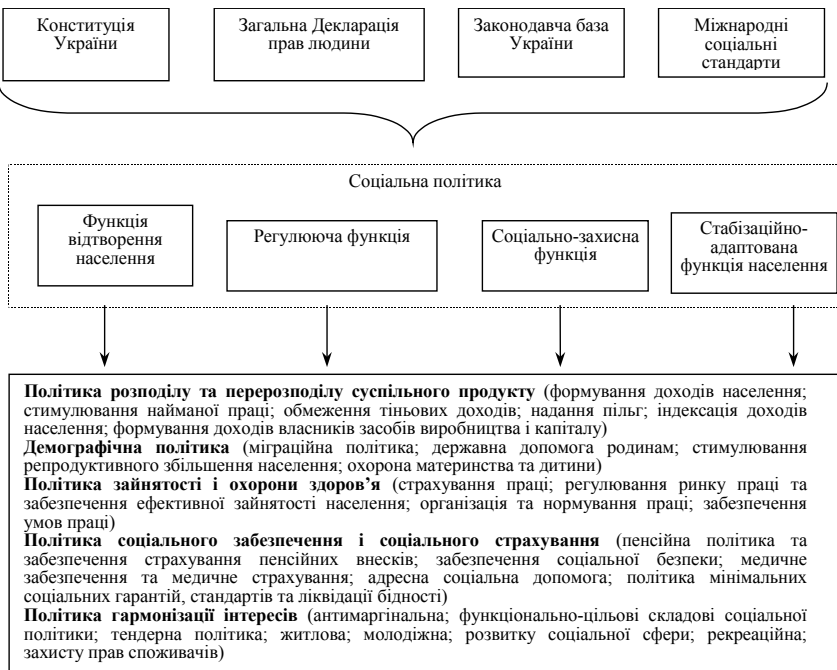 Конституція
України
Загальна Декларація
прав людини
Законодавча база
України
Міжнародні
соціальні
стандарти
Соціальна політика
Функція
відтворення
населення
Регулююча функція
Соціально-захисна
функція
Стабізаційно-
адаптована
функція населення
Політика розподілу та перерозподілу суспільного продукту (формування доходів населення;
стимулювання найманої праці; обмеження тіньових доходів; надання пільг; індексація доходів
населення; формування доходів власників засобів виробництва і капіталу)
Демографічна політика (міграційна політика; державна допомога родинам; стимулювання
репродуктивного збільшення населення; охорона материнства та дитини)
Політика зайнятості і охорони здоров’я (страхування праці; регулювання ринку праці та
забезпечення ефективної зайнятості населення; організація та нормування праці; забезпечення
умов праці)
Політика соціального забезпечення і соціального страхування (пенсійна політика та
забезпечення страхування пенсійних внесків; забезпечення соціальної безпеки; медичне
забезпечення та медичне страхування; адресна соціальна допомога; політика мінімальних
соціальних гарантій, стандартів та ліквідації бідності)
Політика гармонізації інтересів (антимаргінальна; функціонально-цільові складові соціальної
політики; тендерна політика; житлова; молодіжна; розвитку соціальної сфери; рекреаційна;
захисту прав споживачів)